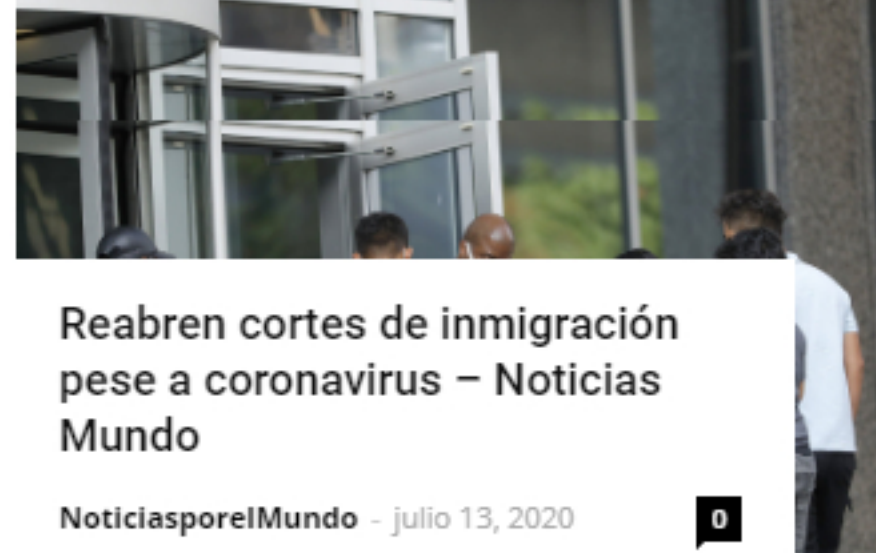 Reabren cortes de inmigración
pese a coronavirus – Noticias
Mundo
NoticiasporelMundo - julio 13, 2020
0